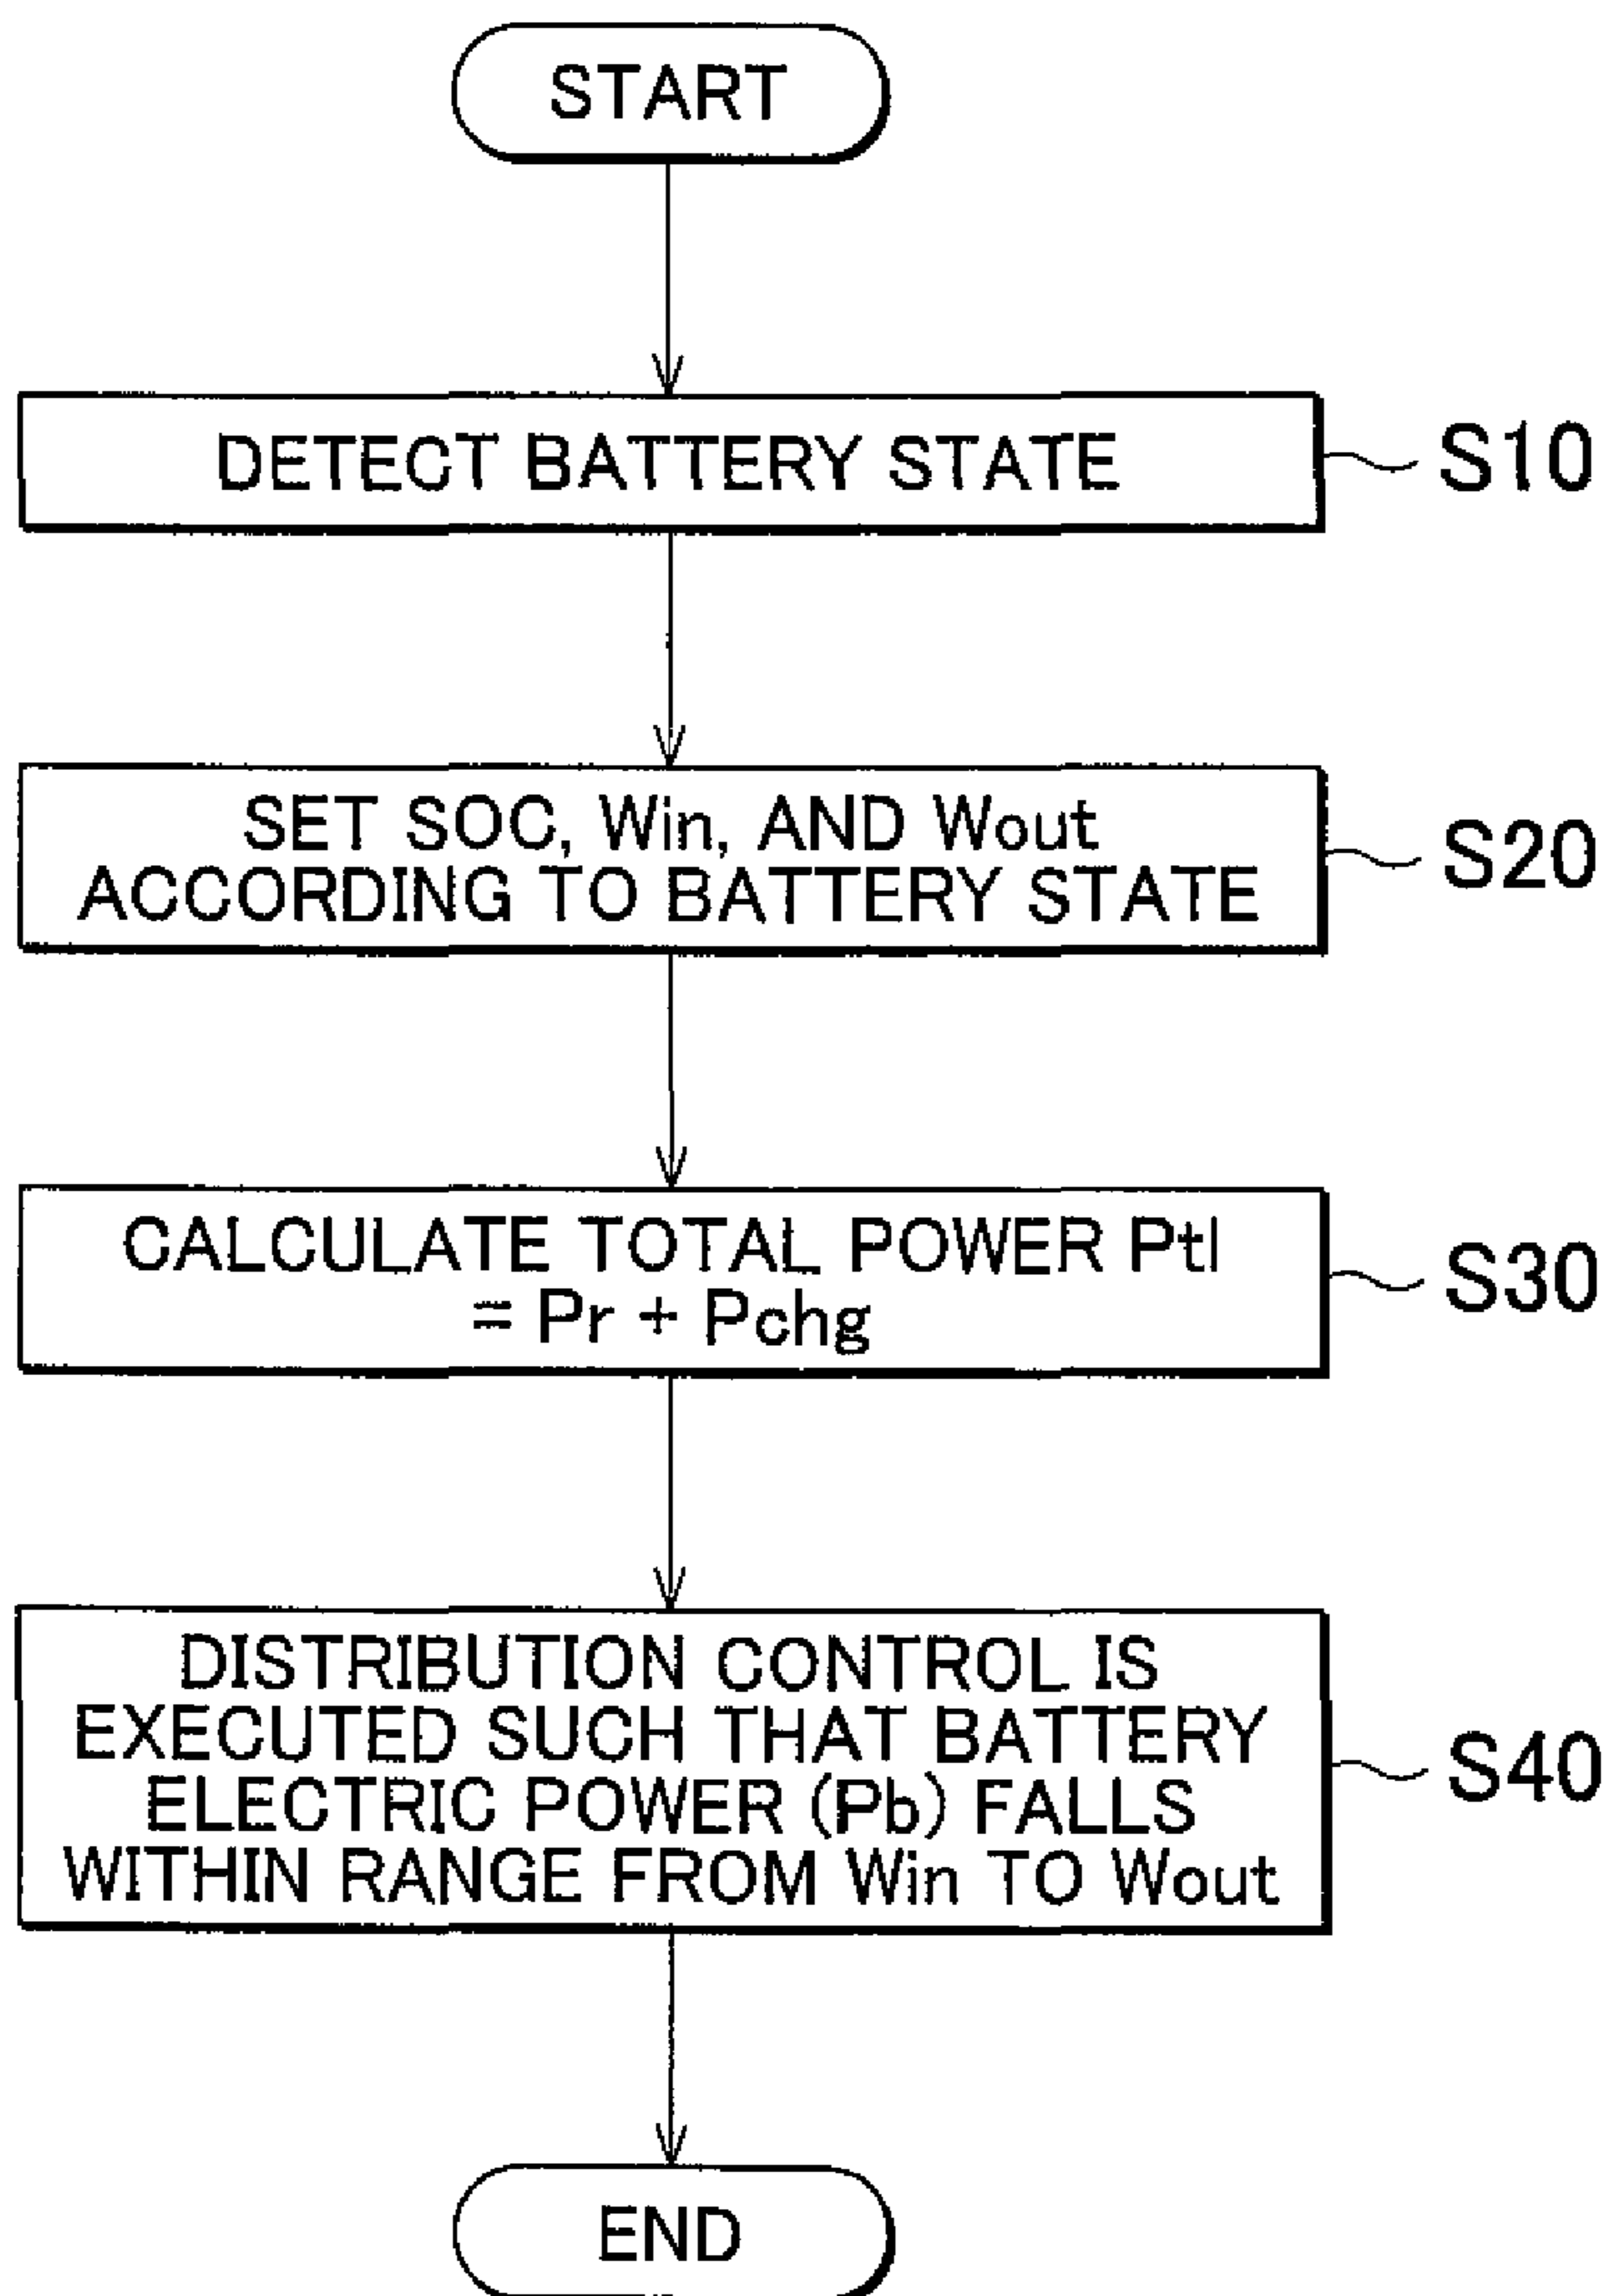 START
DETECT BATTERY STATE
S10
SET SOC, Win, AND Wout
ACCORDING TO BATTERY STATE
S20
CALCULATE TOTAL POWER Ptl
= Pr + Pchg
S30
DISTRIBUTION CONTROL IS
EXECUTED SUCH THAT BATTERY
ELECTRIC POWER (Pb) FALLS
WITHIN RANGE FROM Win TO Wout
S40
END